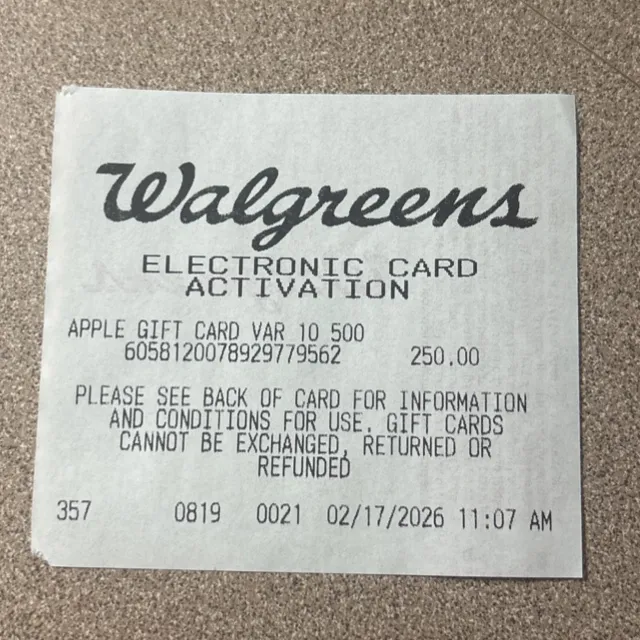 Walgreens
ELECTRONIC CARD
ACTIVATION
APPLE GIFT CARD VAR 10 500
6058120078929779562 250.00
PLEASE SEE BACK OF CARD FOR INFORMATION
AND CONDITIONS FOR USE. GIFT CARDS
CANNOT BE EXCHANGED, RETURNED OR
REFUNDED
357 0819 0021 02/17/2026 11:07 AM